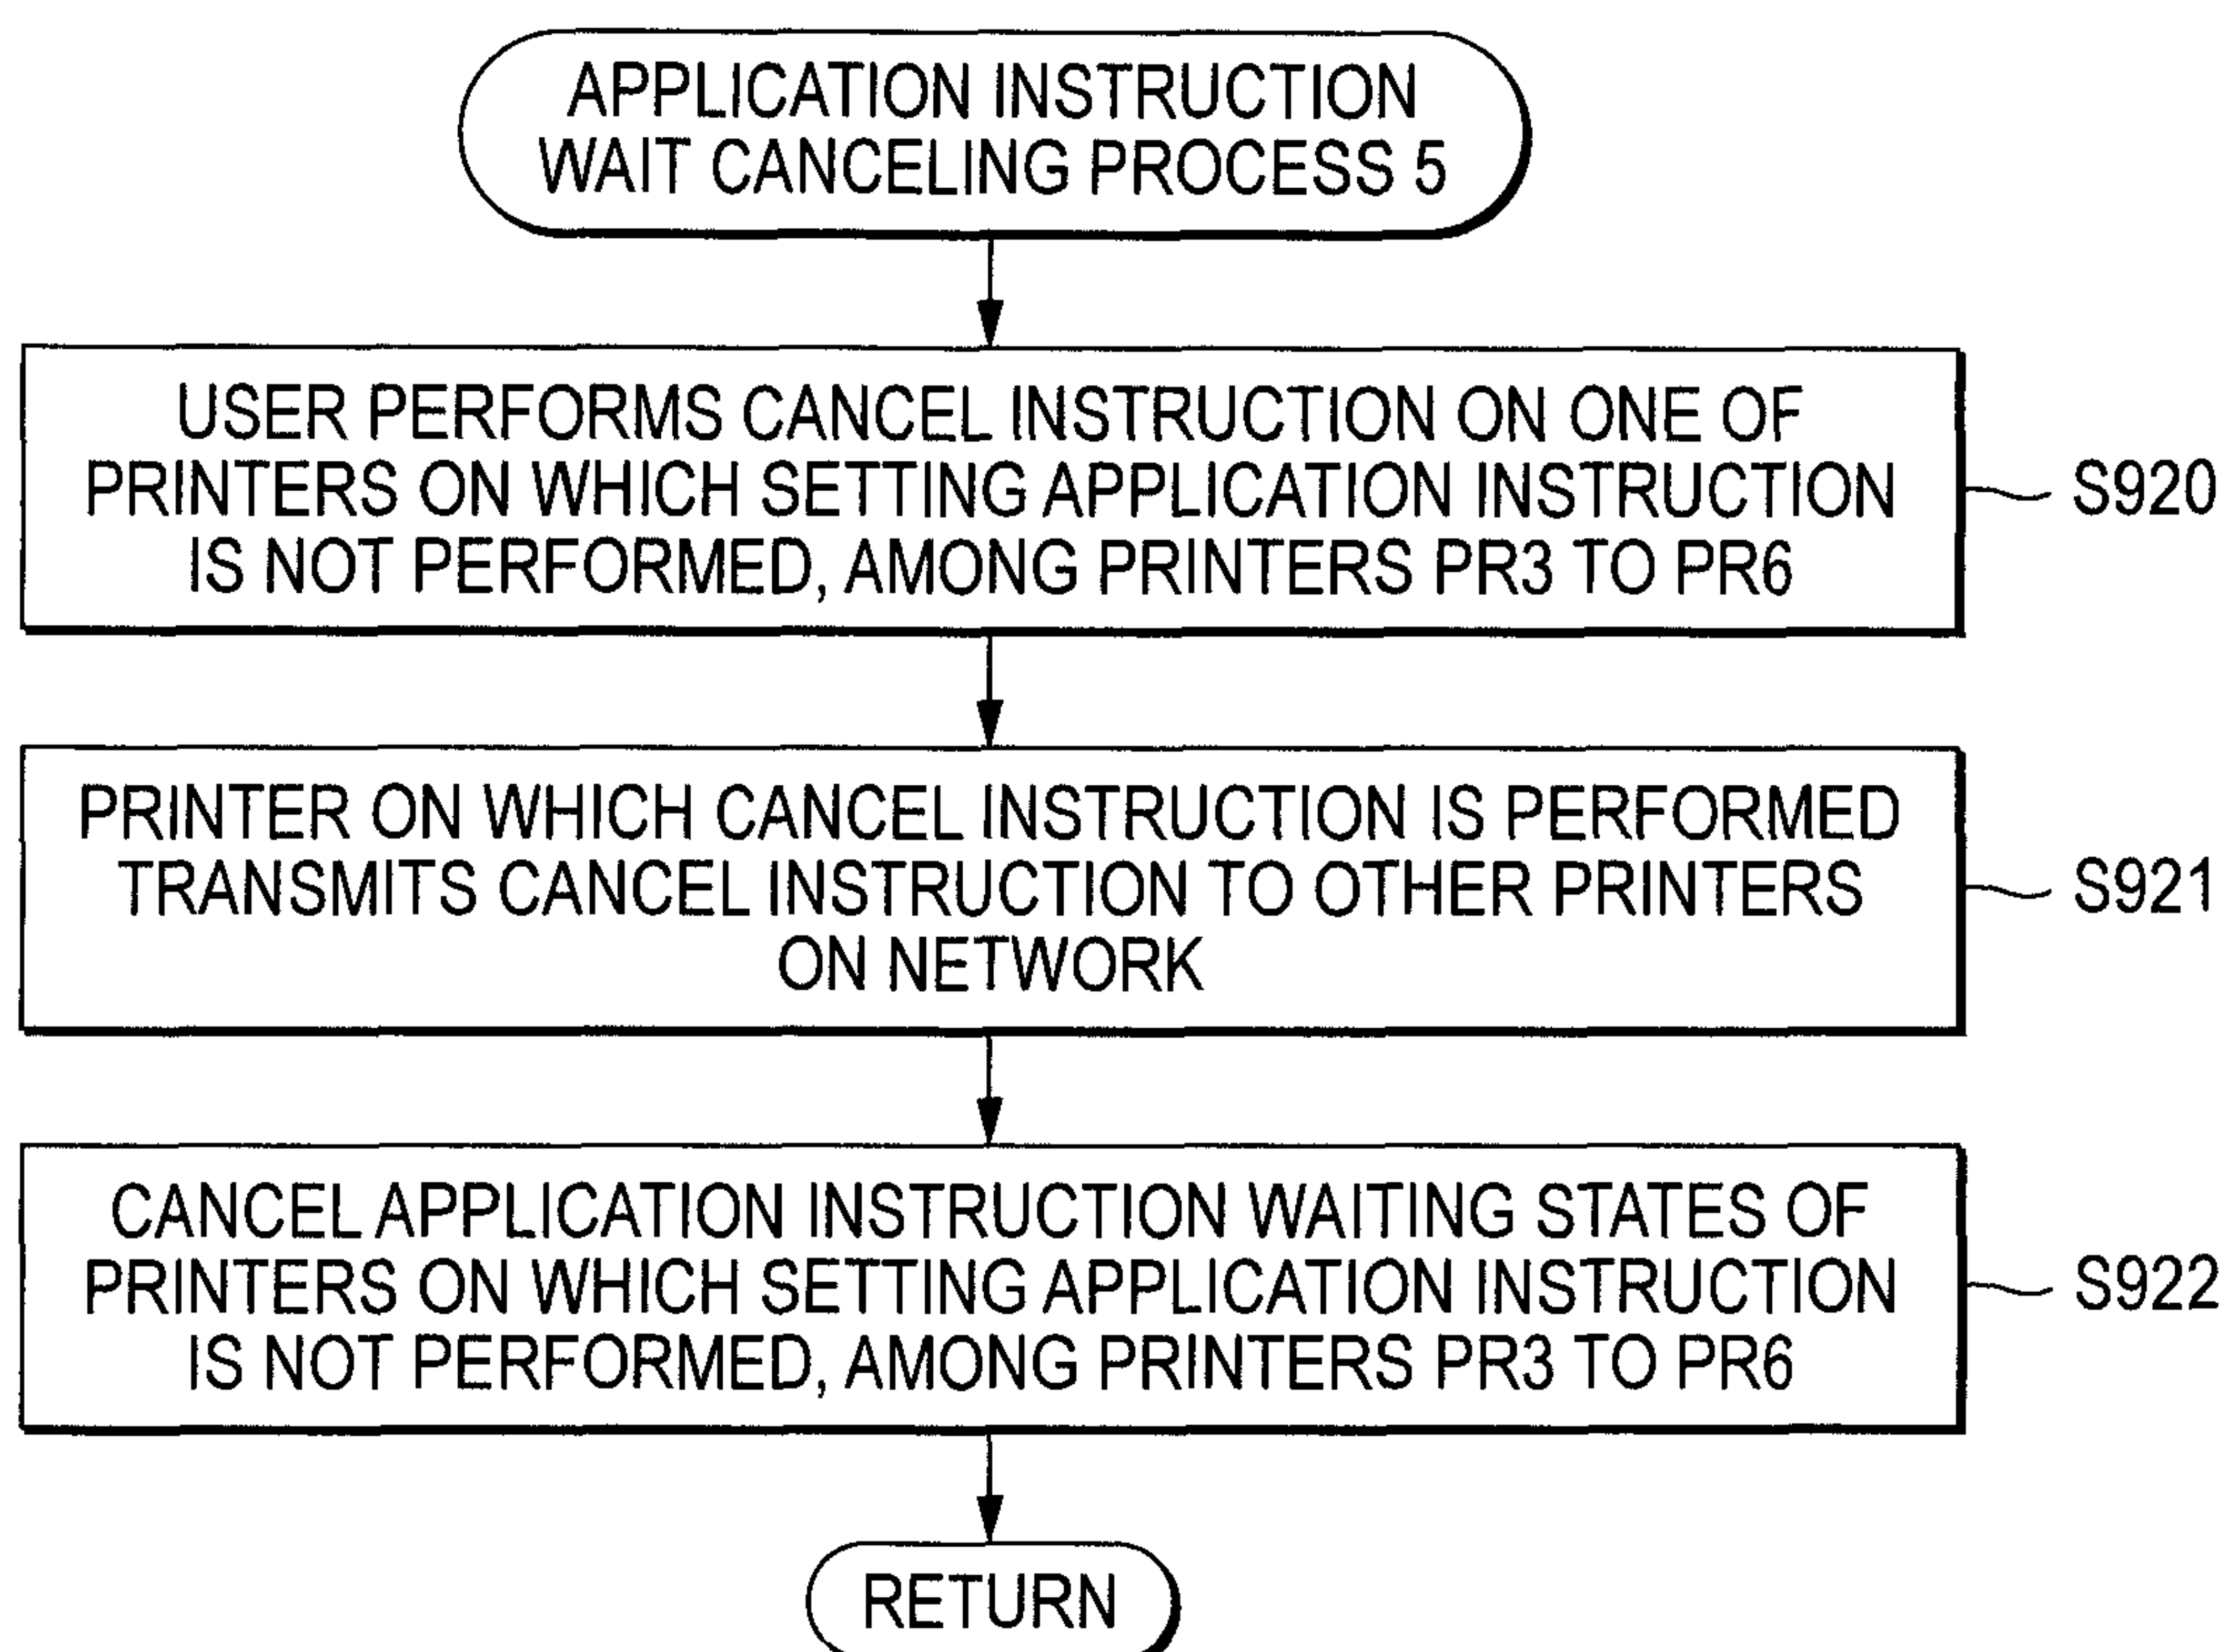 APPLICATION INSTRUCTION
WAIT CANCELING PROCESS 5
USER PERFORMS CANCEL INSTRUCTION ON ONE OF
PRINTERS ON WHICH SETTING APPLICATION INSTRUCTION
IS NOT PERFORMED, AMONG PRINTERS PR3 TO PR6
S920
PRINTER ON WHICH CANCEL INSTRUCTION IS PERFORMED
TRANSMITS CANCEL INSTRUCTION TO OTHER PRINTERS
ON NETWORK
S921
CANCEL APPLICATION INSTRUCTION WAITING STATES OF
PRINTERS ON WHICH SETTING APPLICATION INSTRUCTION
IS NOT PERFORMED, AMONG PRINTERS PR3 TO PR6
S922
RETURN